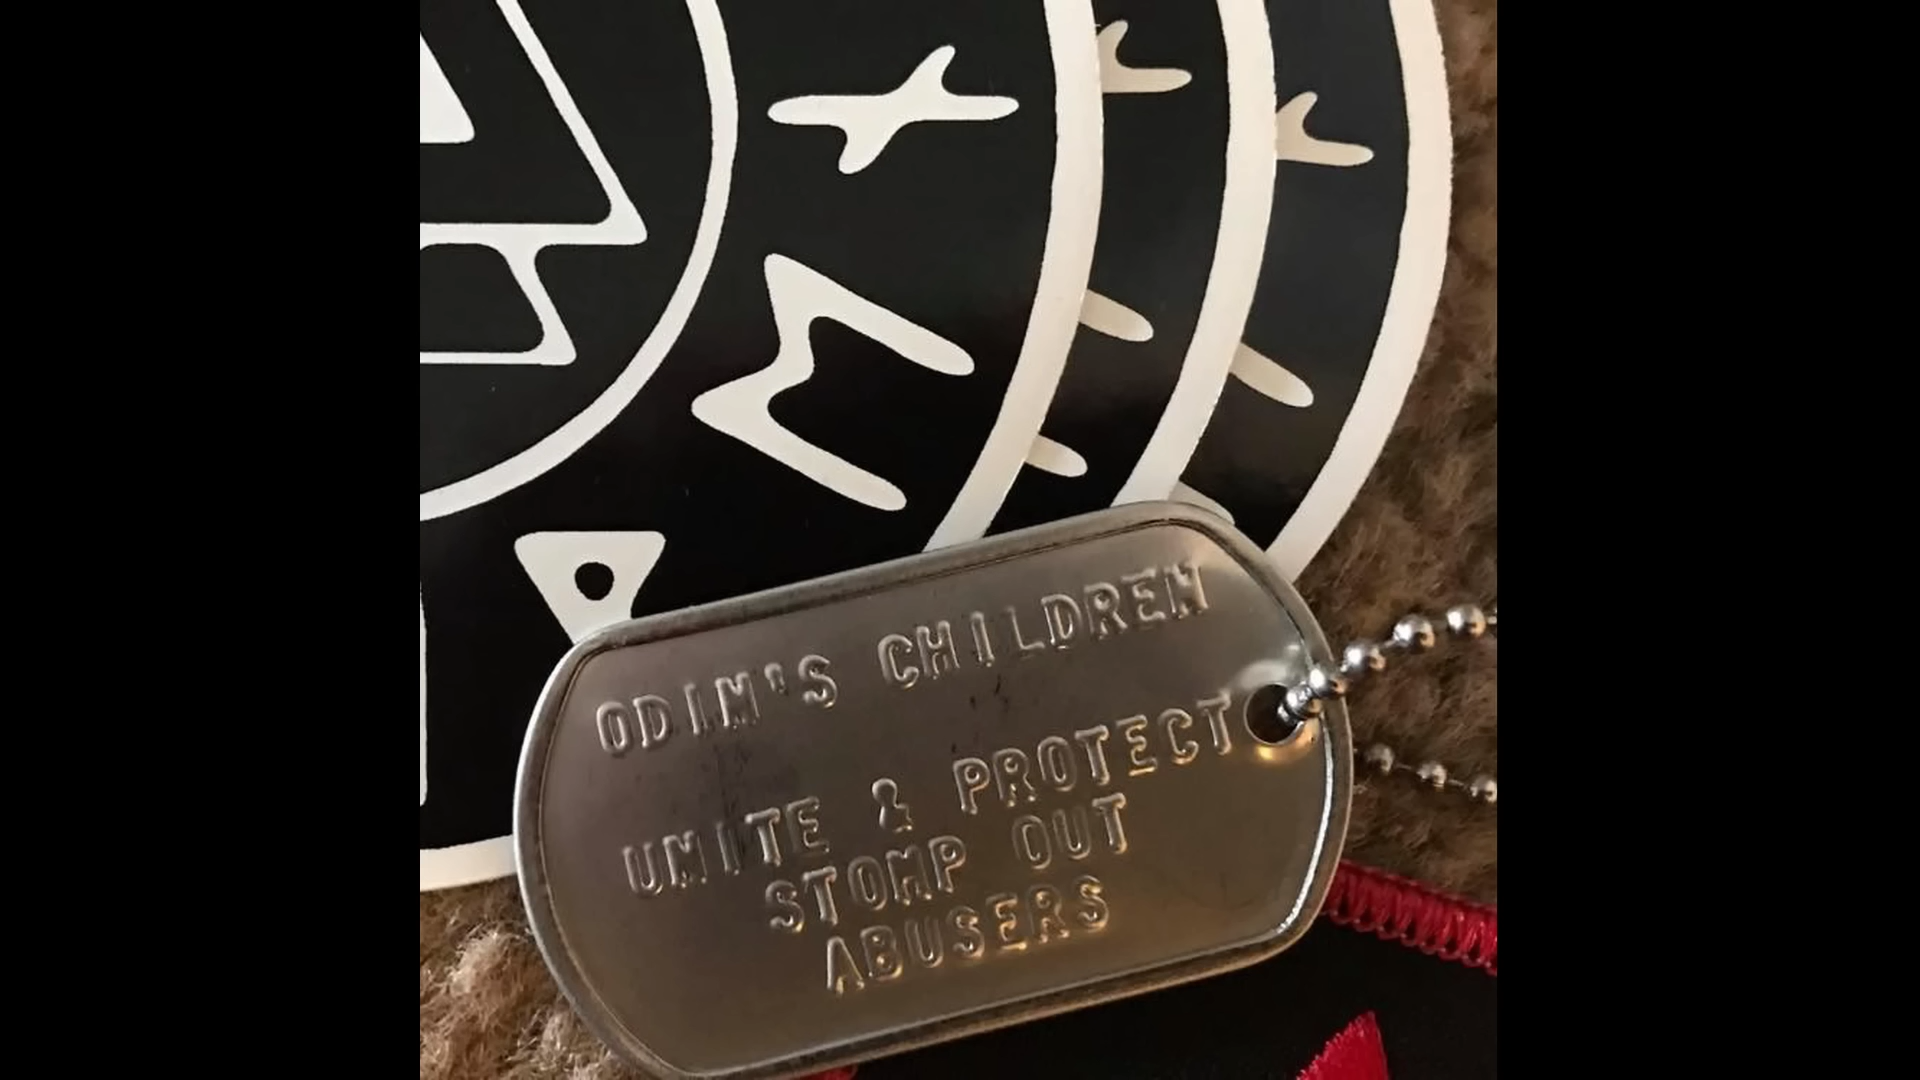 ODIN'S CHILDREN
UNITE & PROTECT
STOMP OUT
ABUSERS